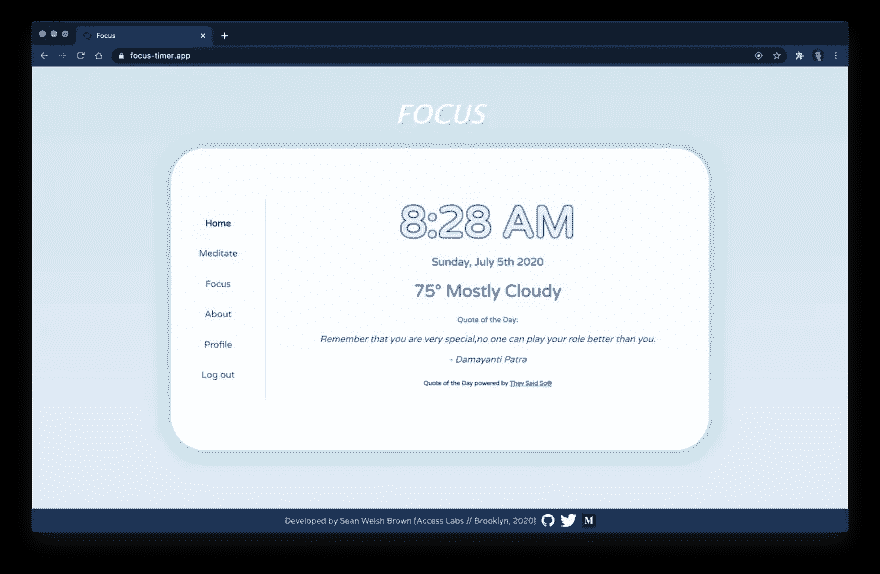 Focus
focus-timer.app
FOCUS
Home
Meditate
Focus
About
Profile
Log out
8:28 AM
Sunday, July 5th 2020
75° Mostly Cloudy
Quote of the Day:
Remember that you are very special,no one can play your role better than you.
- Damayanti Patra
Quote of the Day powered by They Said So®
Developed by Sean Welsh Brown (Access Labs // Brooklyn, 2020)
M